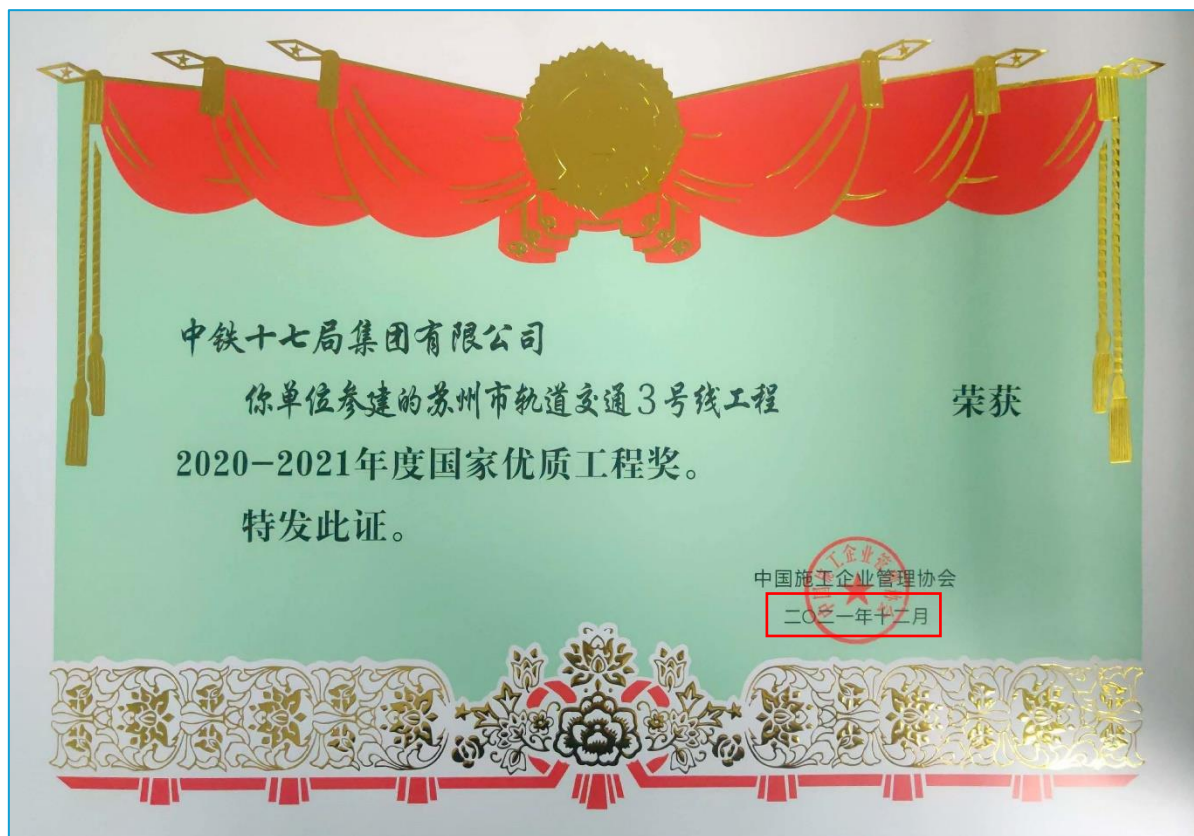 中铁十七局集团有限公司
你单位参建的苏州市轨道交通3号线工程 荣获
2020-2021年度国家优质工程奖。
特发此证。
中国施工企业管理协会
二〇二一年十二月